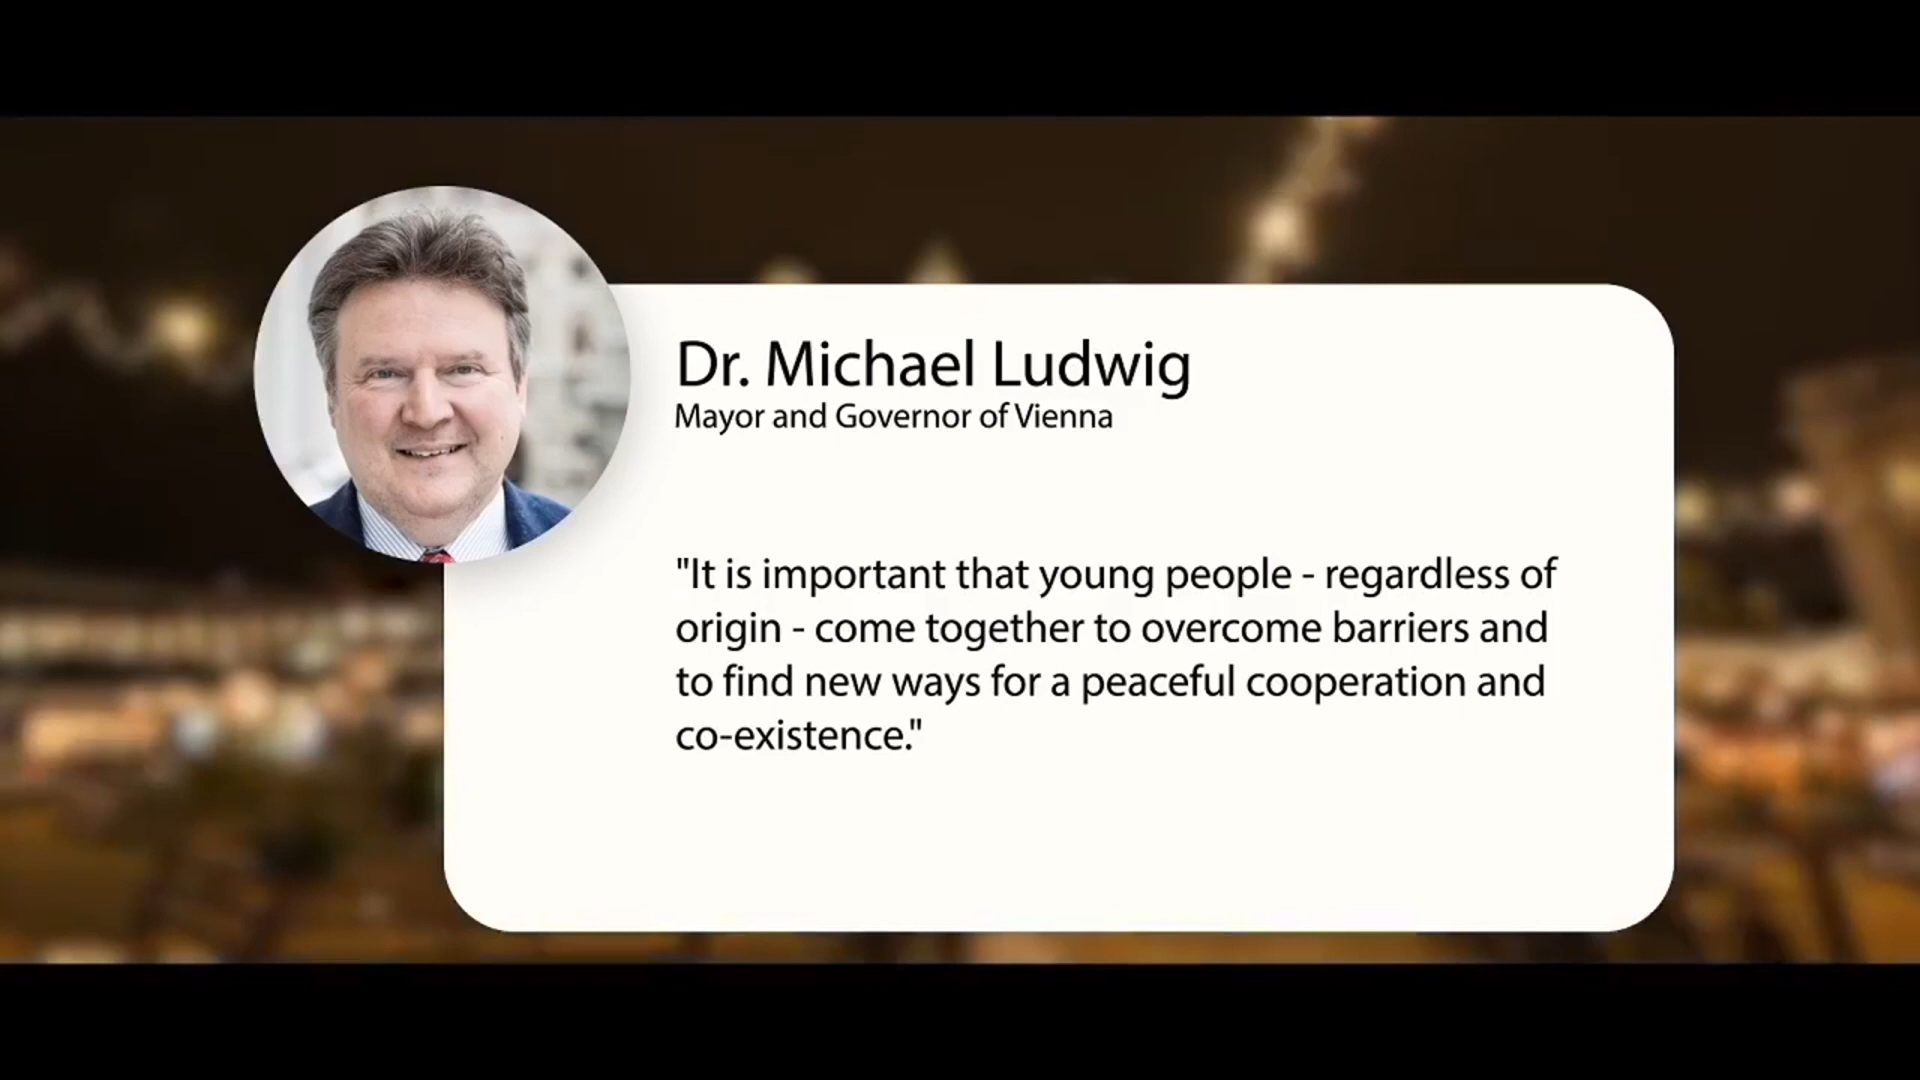 Dr. Michael Ludwig
Mayor and Governor of Vienna
"It is important that young people - regardless of
origin - come together to overcome barriers and
to find new ways for a peaceful cooperation and
co-existence."